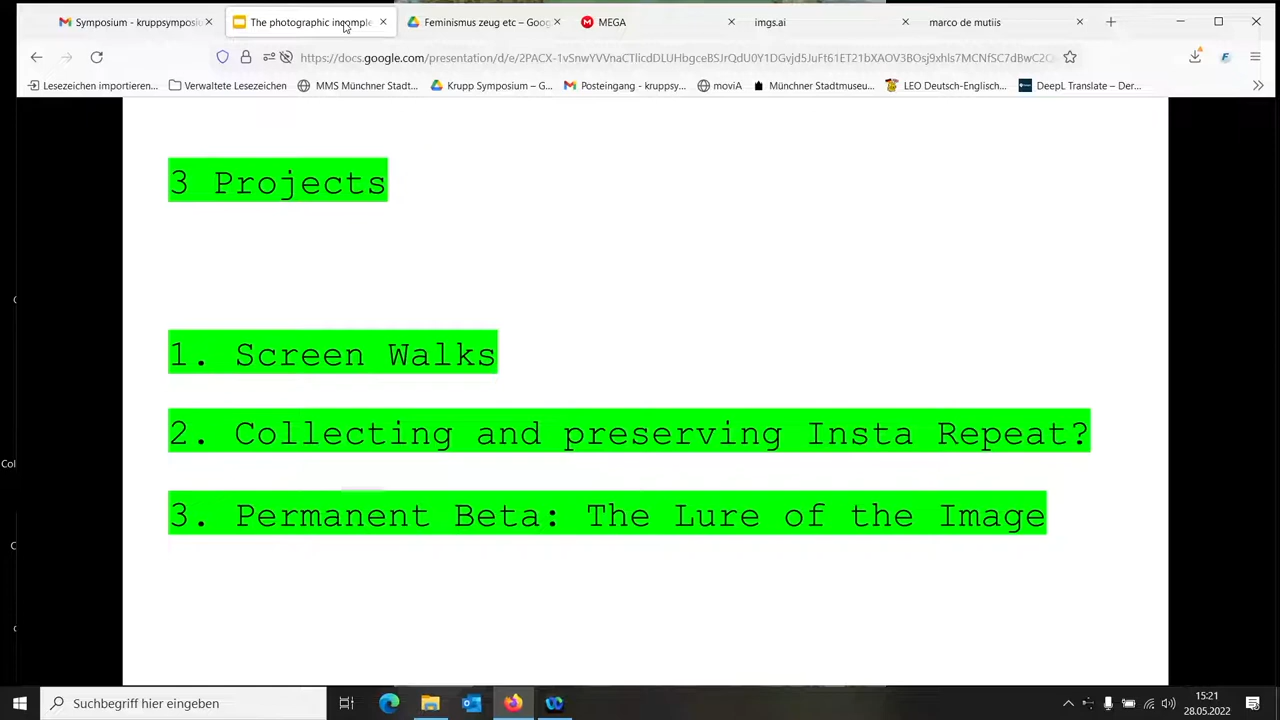 Symposium - kruppsymposiu
The photographic incomple
Feminismus zeug etc – Goog
MEGA
imgs.ai
marco de mutiis
Lesezeichen importieren...
Verwaltete Lesezeichen
MMS Münchner Stadt...
Krupp Symposium – G...
Posteingang - kruppsy...
moviA
Münchner Stadtmuseu...
LEO Deutsch-Englisch...
DeepL Translate – Der...
3 Projects
1. Screen Walks
2. Collecting and preserving Insta Repeat?
3. Permanent Beta: The Lure of the Image
Col
Suchbegriff hier eingeben
15:21
28.05.2022